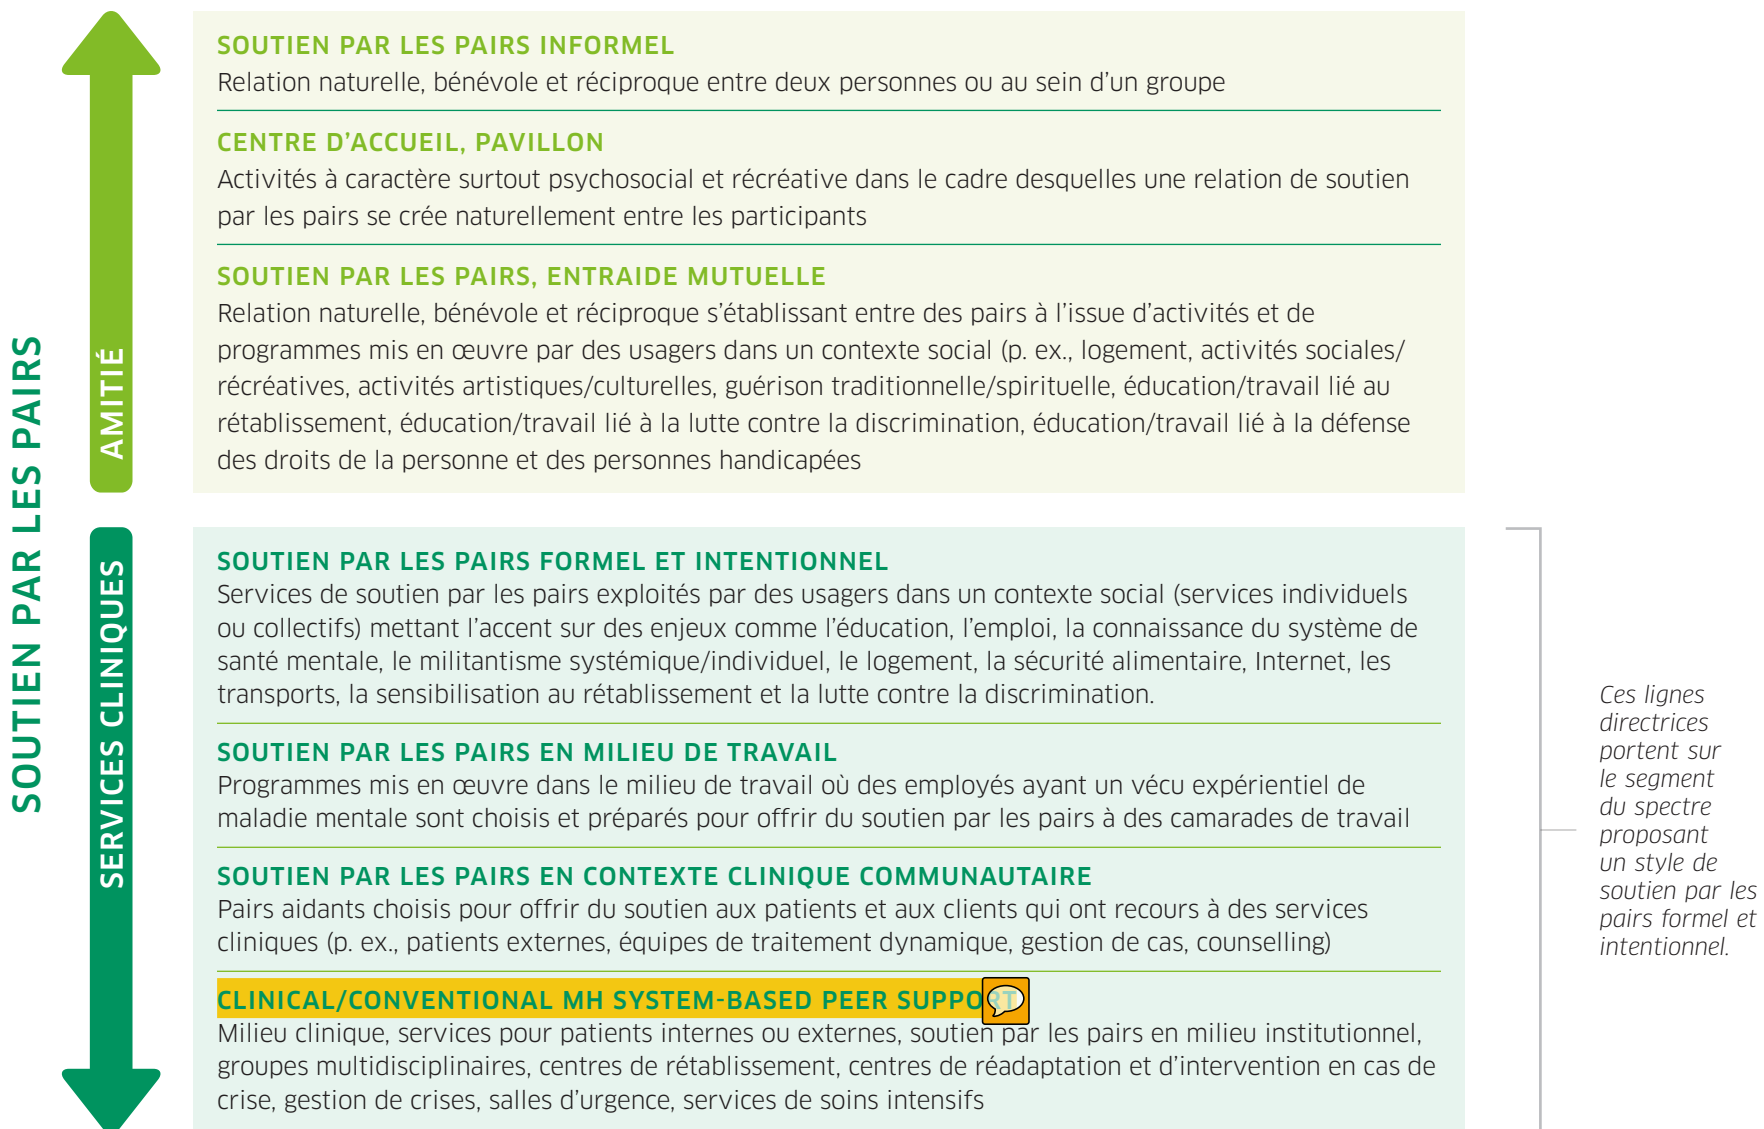 SOUTIEN PAR LES PAIRS
AMITIÉ
SOUTIEN PAR LES PAIRS INFORMEL
Relation naturelle, bénévole et réciproque entre deux personnes ou au sein d’un groupe
CENTRE D’ACCUEIL, PAVILLON
Activités à caractère surtout psychosocial et récréative dans le cadre desquelles une relation de soutien
par les pairs se crée naturellement entre les participants
SOUTIEN PAR LES PAIRS, ENTRAIDE MUTUELLE
Relation naturelle, bénévole et réciproque s’établissant entre des pairs à l’issue d’activités et de
programmes mis en œuvre par des usagers dans un contexte social (p. ex., logement, activités sociales/
récréatives, activités artistiques/culturelles, guérison traditionnelle/spirituelle, éducation/travail lié au
rétablissement, éducation/travail lié à la lutte contre la discrimination, éducation/travail lié à la défense
des droits de la personne et des personnes handicapées
SERVICES CLINIQUES
SOUTIEN PAR LES PAIRS FORMEL ET INTENTIONNEL
Services de soutien par les pairs exploités par des usagers dans un contexte social (services individuels
ou collectifs) mettant l’accent sur des enjeux comme l’éducation, l’emploi, la connaissance du système de
santé mentale, le militantisme systémique/individuel, le logement, la sécurité alimentaire, Internet, les
transports, la sensibilisation au rétablissement et la lutte contre la discrimination.
SOUTIEN PAR LES PAIRS EN MILIEU DE TRAVAIL
Programmes mis en œuvre dans le milieu de travail où des employés ayant un vécu expérientiel de
maladie mentale sont choisis et préparés pour offrir du soutien par les pairs à des camarades de travail
SOUTIEN PAR LES PAIRS EN CONTEXTE CLINIQUE COMMUNAUTAIRE
Pairs aidants choisis pour offrir du soutien aux patients et aux clients qui ont recours à des services
cliniques (p. ex., patients externes, équipes de traitement dynamique, gestion de cas, counselling)
CLINICAL/CONVENTIONAL MH SYSTEM-BASED PEER SUPPORT
Milieu clinique, services pour patients internes ou externes, soutien par les pairs en milieu institutionnel,
groupes multidisciplinaires, centres de rétablissement, centres de réadaptation et d’intervention en cas de
crise, gestion de crises, salles d’urgence, services de soins intensifs
Ces lignes
directrices
portent sur
le segment
du spectre
proposant
un style de
soutien par les
pairs formel et
intentionnel.